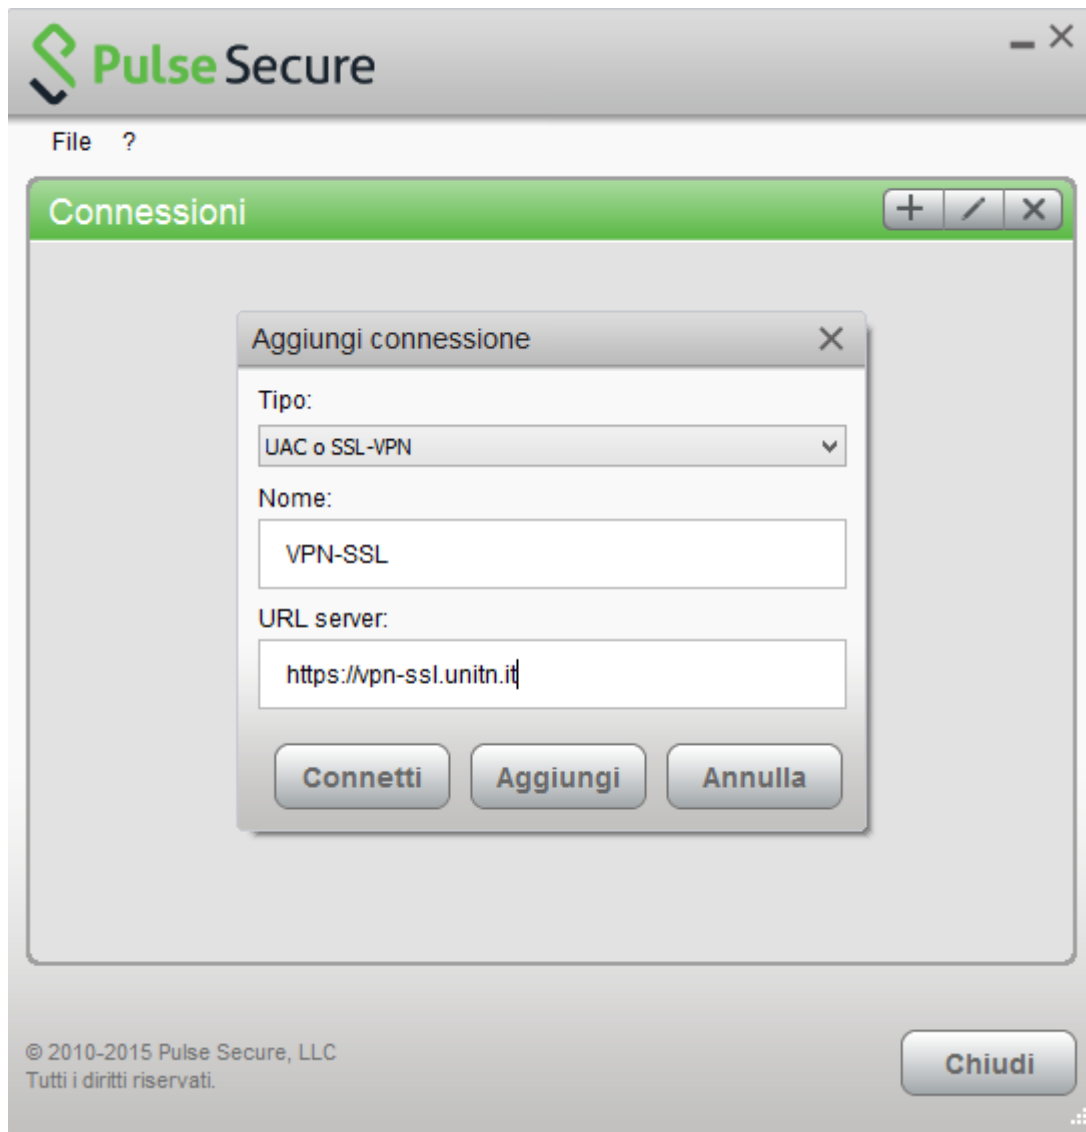 Pulse Secure
File ?
Connessioni
Aggiungi connessione
Tipo:
UAC o SSL-VPN
Nome:
VPN-SSL
URL server:
https://vpn-ssl.unitn.it
Connetti Aggiungi Annulla
© 2010-2015 Pulse Secure, LLC
Tutti i diritti riservati.
Chiudi